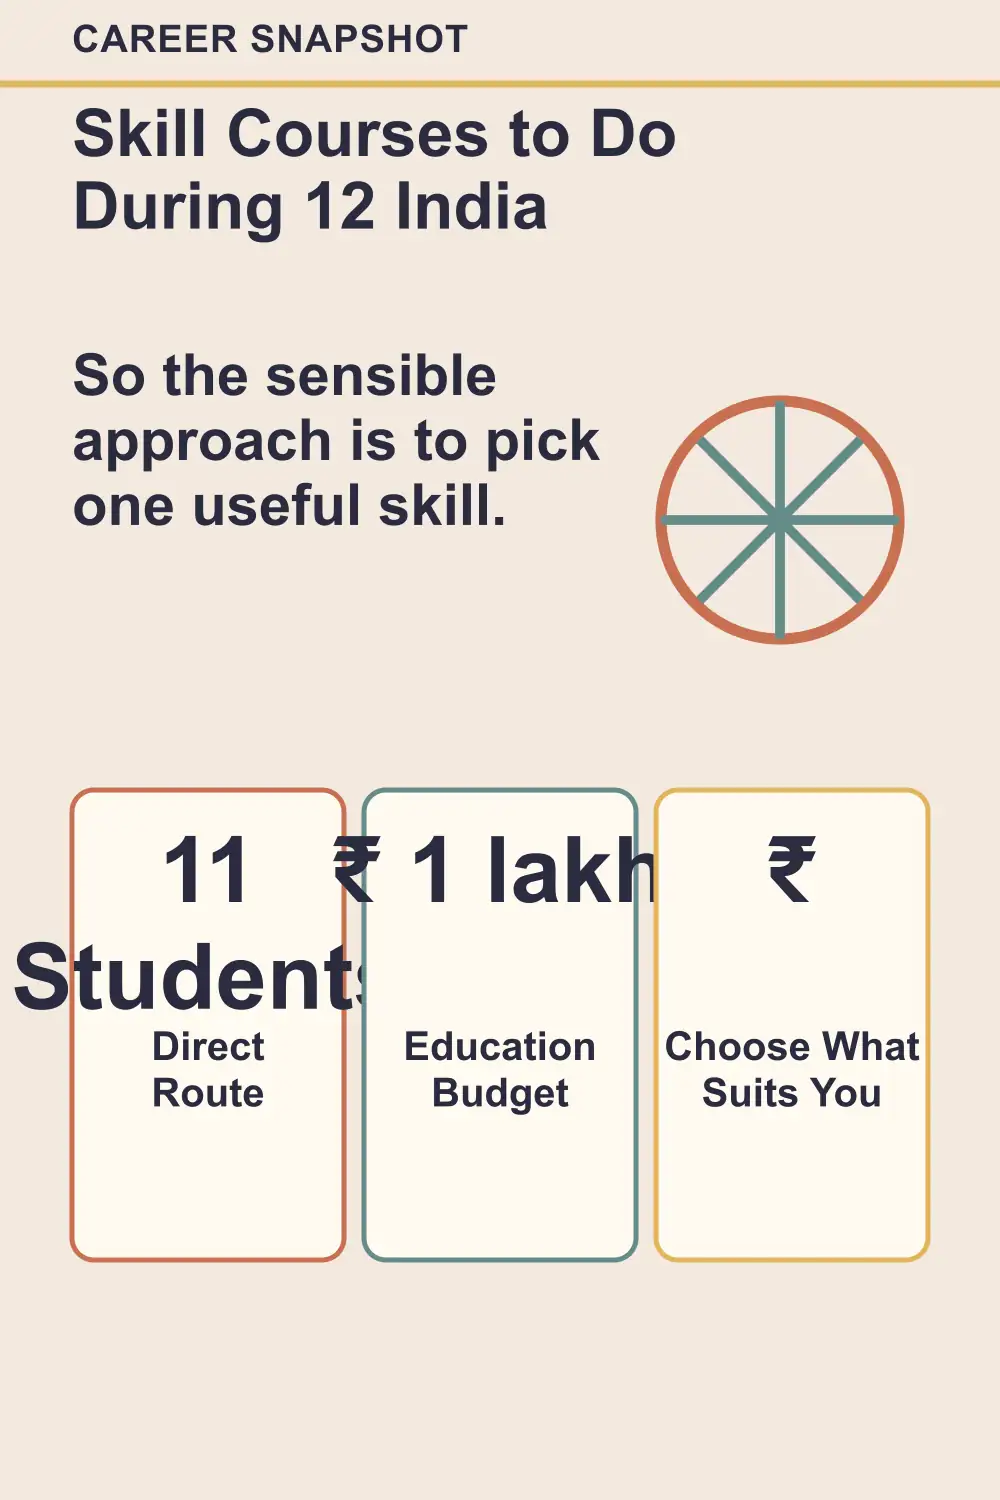 CAREER SNAPSHOT
Skill Courses to Do
During 12 India
So the sensible
approach is to pick
one useful skill.
11
Students
Direct
Route
₹ 1 lakh
Education
Budget
₹
Choose What
Suits You